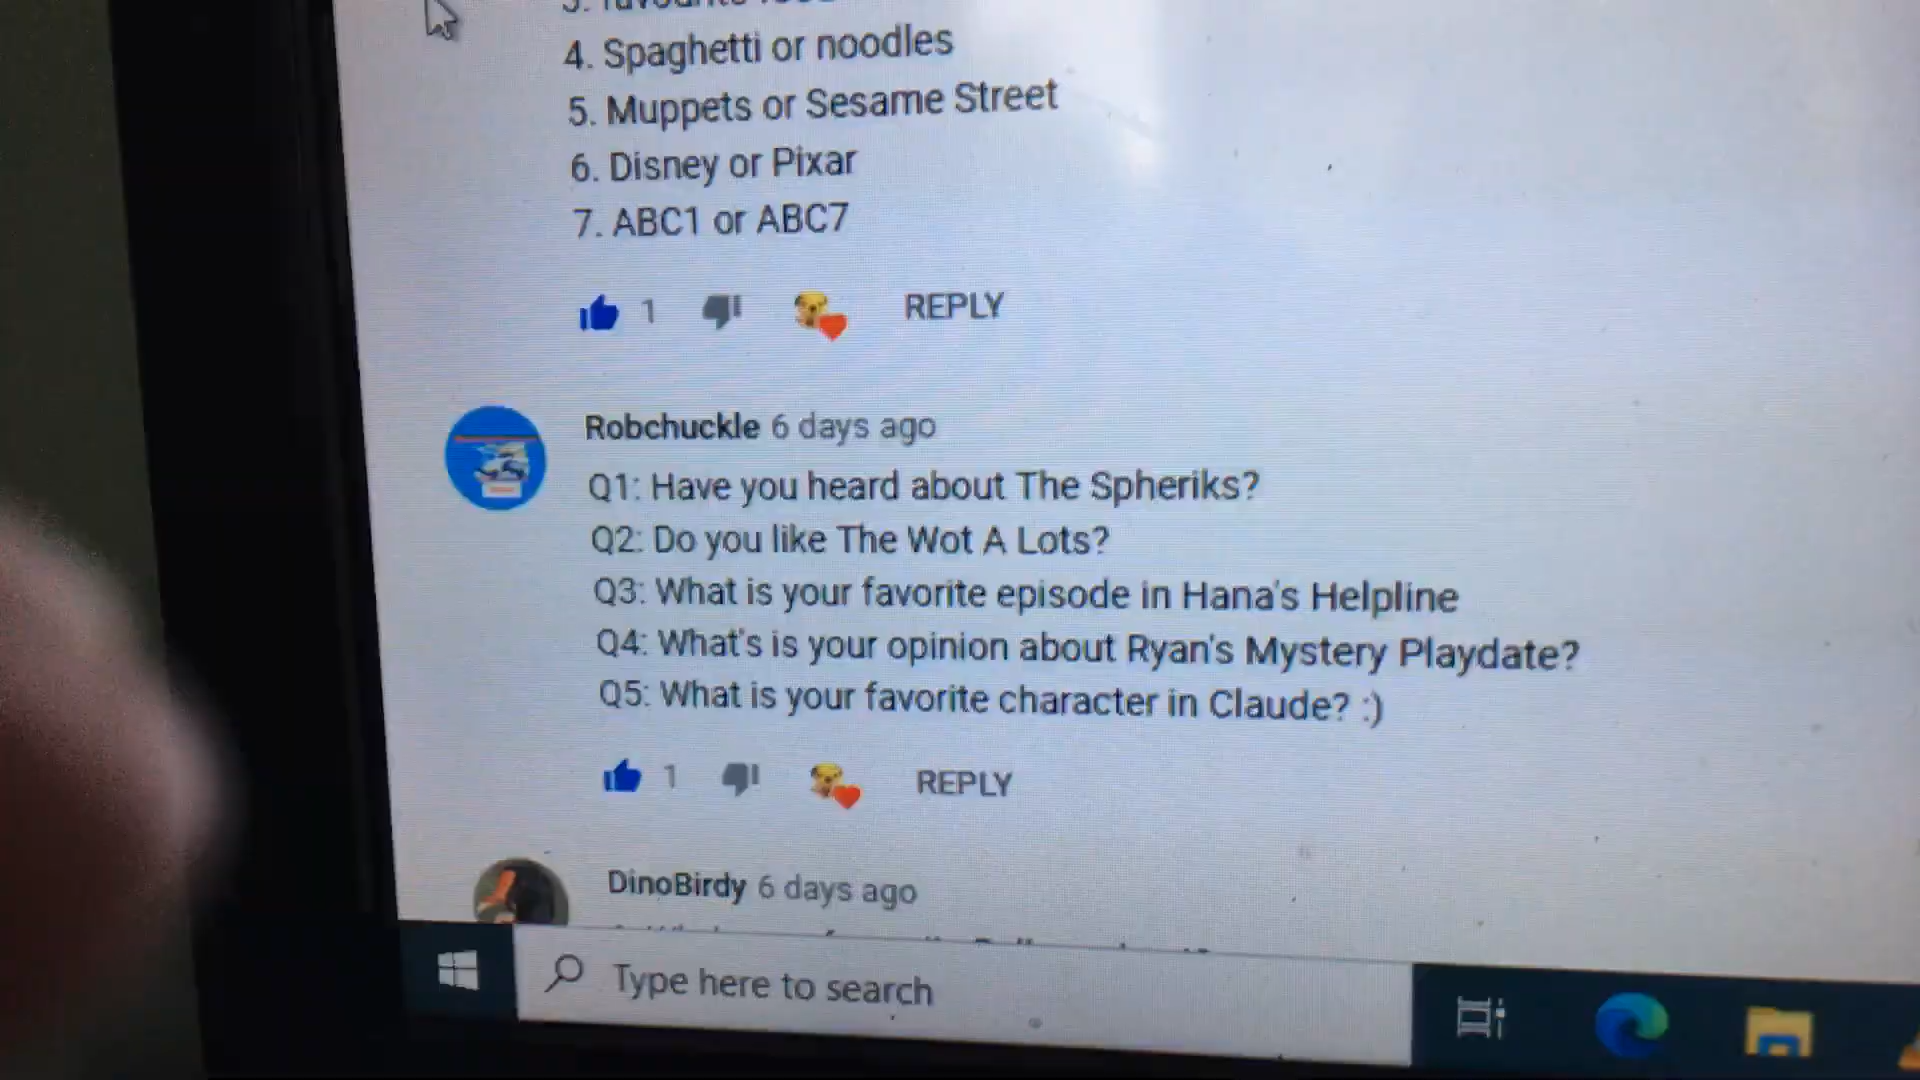 4. Spaghetti or noodles
5. Muppets or Sesame Street
6. Disney or Pixar
7. ABC1 or ABC7
1 REPLY
Robchuckle 6 days ago
Q1: Have you heard about The Spheriks?
Q2: Do you like The Wot A Lots?
Q3: What is your favorite episode in Hana's Helpline
Q4: What's is your opinion about Ryan's Mystery Playdate?
Q5: What is your favorite character in Claude? :)
1 REPLY
DinoBirdy 6 days ago
Type here to search